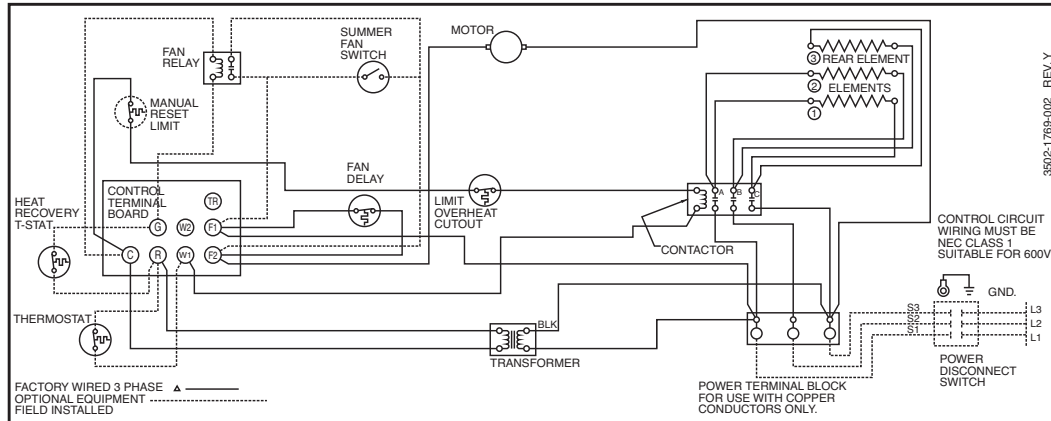 FAN
RELAY
SUMMER
FAN
SWITCH
MOTOR
3 REAR ELEMENT
2 ELEMENTS
1
3502-1769-002 REV. Y
MANUAL
RESET
LIMIT
FAN
DELAY
LIMIT
OVERHEAT
CUTOUT
A B C
CONTACTOR
HEAT
RECOVERY
T-STAT
CONTROL
TERMINAL
BOARD
TR
G W2 F1
C R W1 F2
THERMOSTAT
BLK
TRANSFORMER
CONTROL CIRCUIT
WIRING MUST BE
NEC CLASS 1
SUITABLE FOR 600V
GND.
S3 L3
S2 L2
S1 L1
POWER
DISCONNECT
SWITCH
POWER TERMINAL BLOCK
FOR USE WITH COPPER
CONDUCTORS ONLY.
FACTORY WIRED 3 PHASE Δ
OPTIONAL EQUIPMENT
FIELD INSTALLED